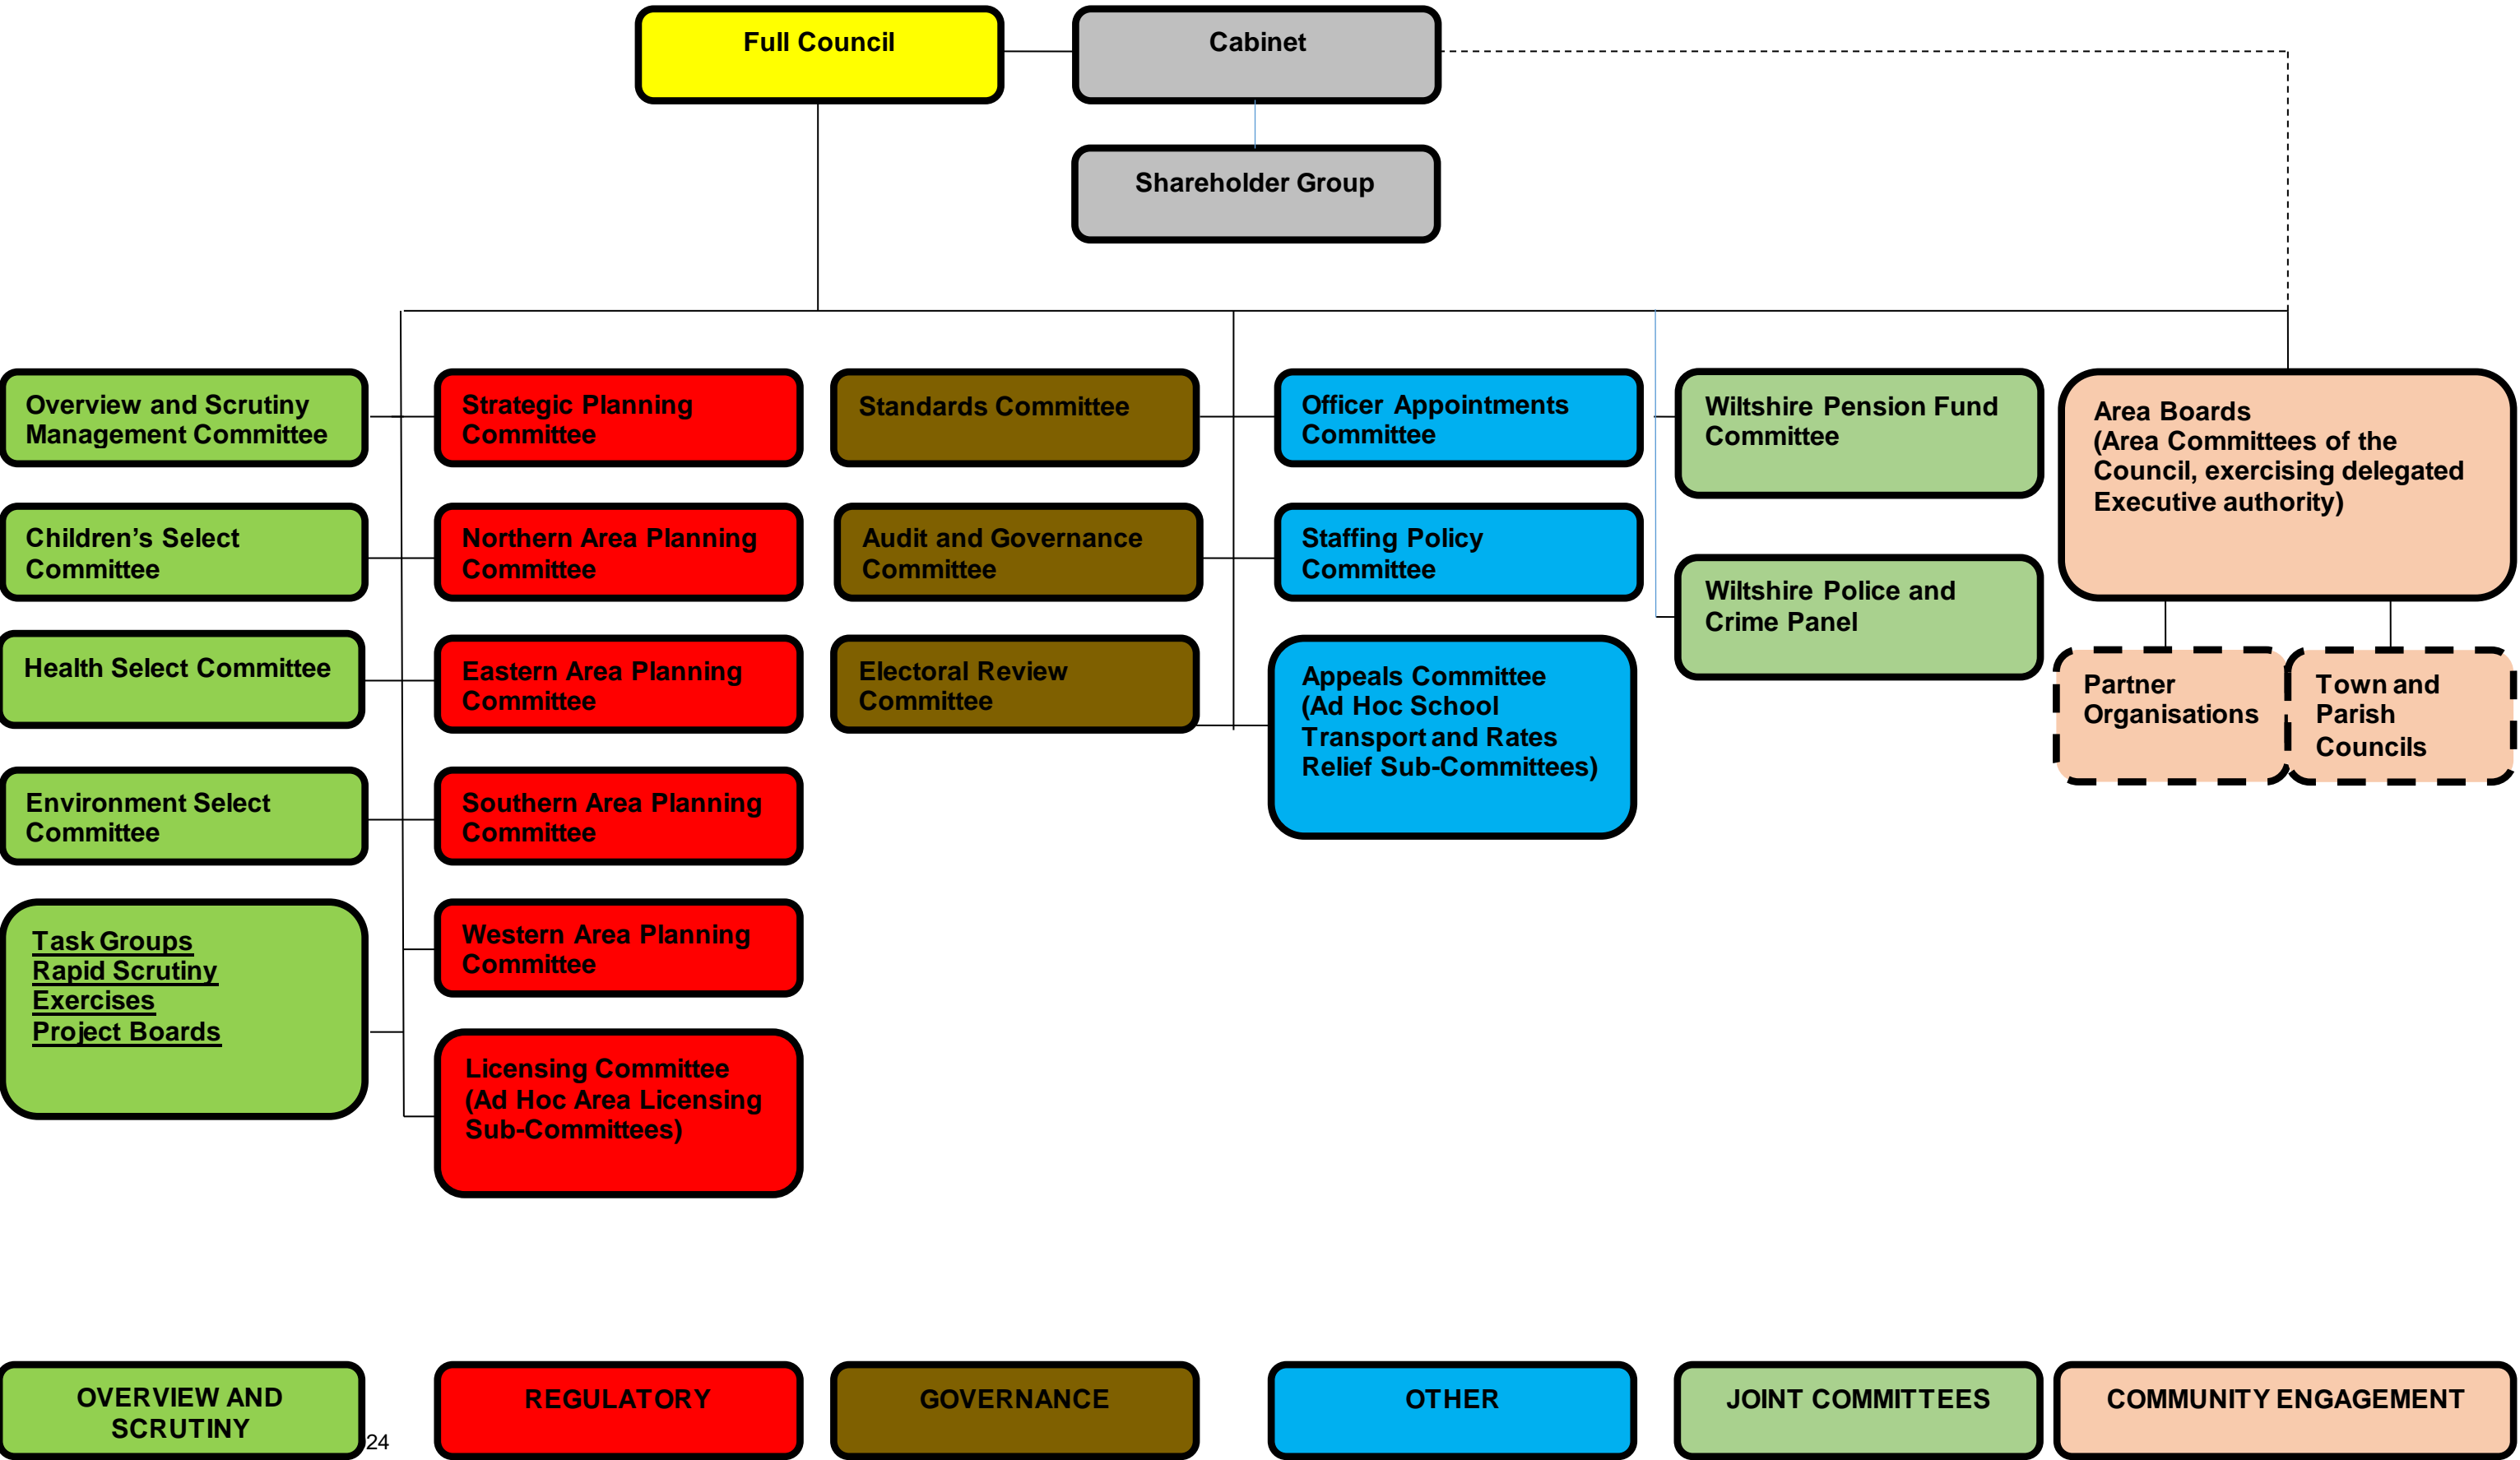 Full Council
Cabinet
Shareholder Group
Overview and Scrutiny
Management Committee
Children’s Select
Committee
Health Select Committee
Environment Select
Committee
Task Groups
Rapid Scrutiny
Exercises
Project Boards
Strategic Planning
Committee
Northern Area Planning
Committee
Eastern Area Planning
Committee
Southern Area Planning
Committee
Western Area Planning
Committee
Licensing Committee
(Ad Hoc Area Licensing
Sub-Committees)
Standards Committee
Audit and Governance
Committee
Electoral Review
Committee
Officer Appointments
Committee
Staffing Policy
Committee
Appeals Committee
(Ad Hoc School
Transport and Rates
Relief Sub-Committees)
Wiltshire Pension Fund
Committee
Wiltshire Police and
Crime Panel
Area Boards
(Area Committees of the
Council, exercising delegated
Executive authority)
Partner
Organisations
Town and
Parish
Councils
OVERVIEW AND
SCRUTINY
24
REGULATORY
GOVERNANCE
OTHER
JOINT COMMITTEES
COMMUNITY ENGAGEMENT